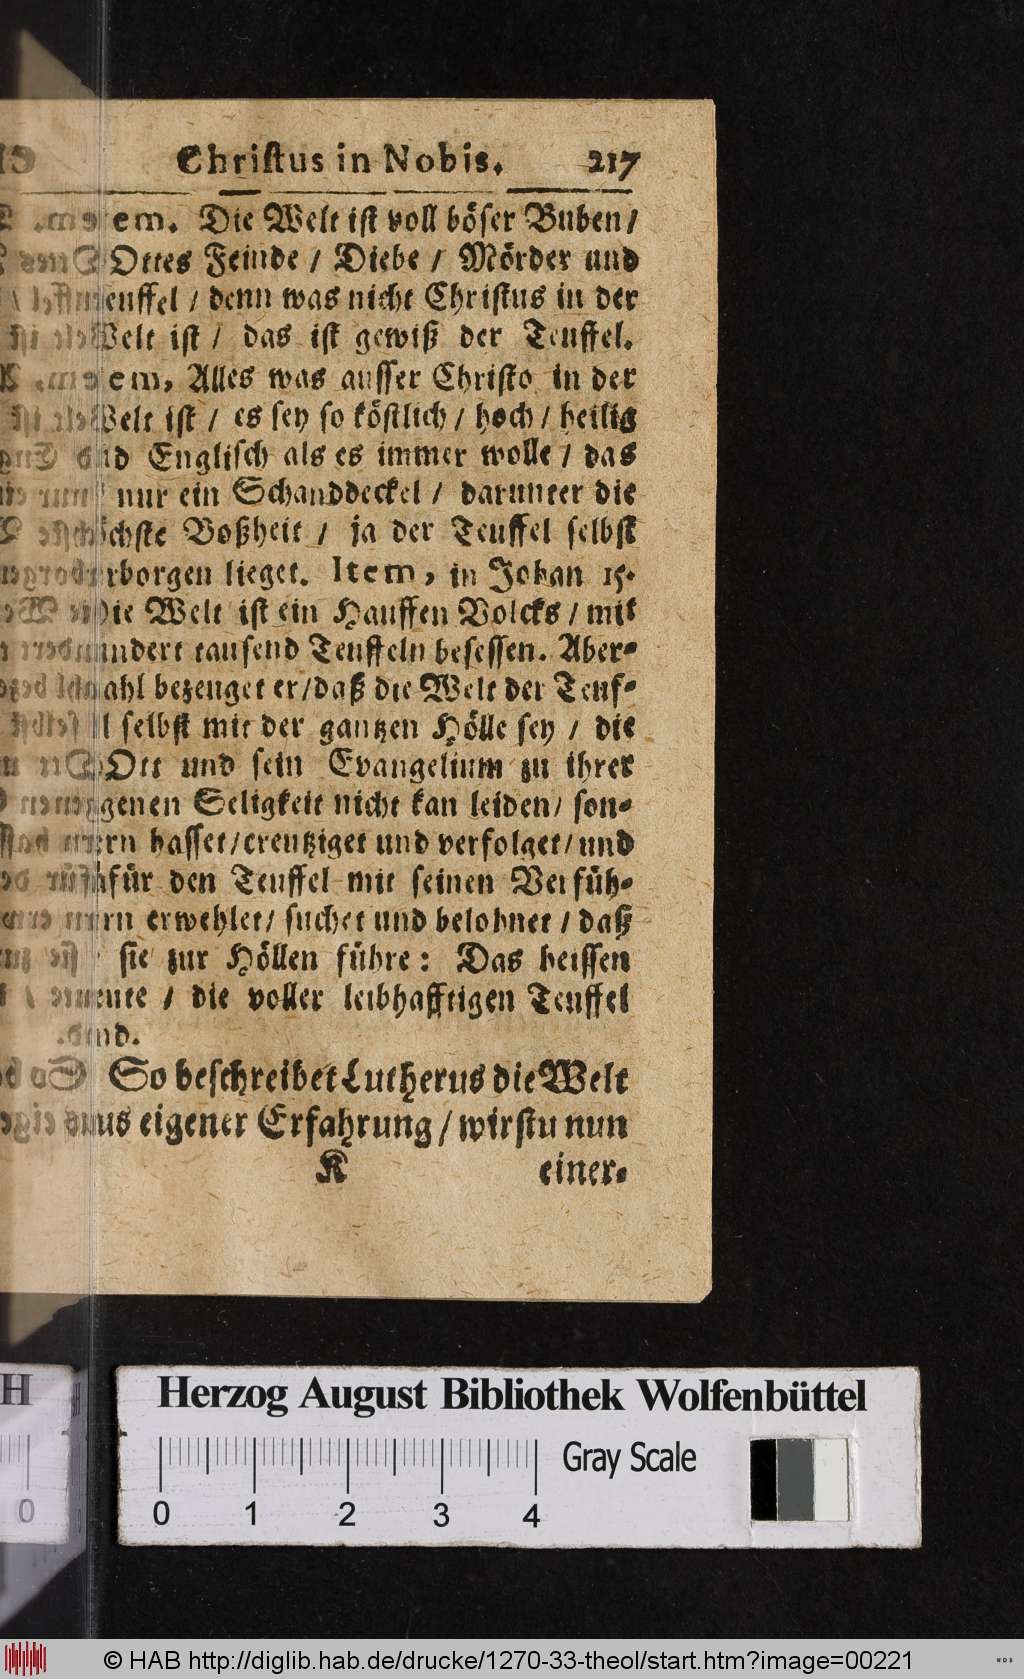 Christus in Nobis. 217
em. Die Welt ist voll böser Buben/
Ottes Feinde / Diebe / Mörder und
euffel / denn was nicht Christus in der
Welt ist / das ist gewiß der Teuffel.
em, Alles was ausser Christo in der
Welt ist / es sey so köstlich / hoch / heilig
nd Englisch als es immer wolle / das
nur ein Schanddeckel / darunter die
öchste Boßheit / ja der Teuffel selbst
rborgen lieget. Item, in Johan 15.
ie Welt ist ein Hauffen Volcks / mit
undert tausend Teuffeln besessen. Aber-
ahl bezeuget er/daß die Welt der Teuf-
l selbst mit der gantzen Hölle sey / die
Ott und sein Evangelium zu ihrer
genen Seligkeit nicht kan leiden/ son-
rn hasset/creutziget und verfolget/und
für den Teuffel mit seinen Verfüh-
rn erwehlet/ suchet und belohnet / daß
sie zur Höllen führe: Das heissen
eute / die voller leibhafftigen Teuffel
ind.
So beschreibet Lutherus die Welt
us eigener Erfahrung / wirstu nun
K einer-
H
0
Herzog August Bibliothek Wolfenbüttel
Gray Scale
0 1 2 3 4
© HAB http://diglib.hab.de/drucke/1270-33-theol/start.htm?image=00221